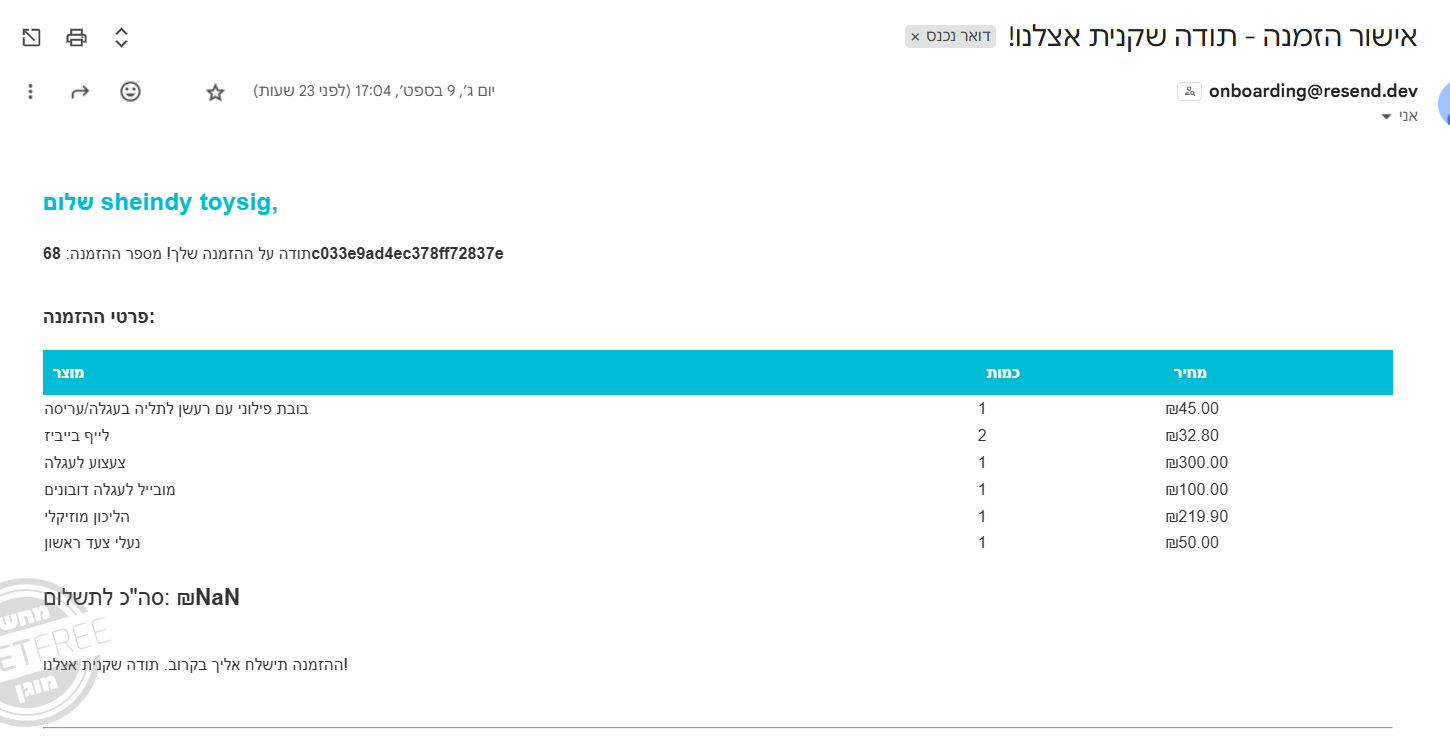 אישור הזמנה - תודה שקנית אצלנו! דואר נכנס ×
onboarding@resend.dev יום ג׳, 9 בספט׳, 17:04 (לפני 23 שעות)
אני
שלום sheindy toysig,
תודה על ההזמנה שלך! מספר ההזמנה: 68c033e9ad4ec378ff72837e
פרטי ההזמנה:
מוצר כמות מחיר
בובת פילוני עם רעשן לתליה בעגלה/עריסה 1 ₪45.00
לייף בייביז 2 ₪32.80
צעצוע לעגלה 1 ₪300.00
מובייל לעגלה דובונים 1 ₪100.00
הליכון מוזיקלי 1 ₪219.90
נעלי צעד ראשון 1 ₪50.00
סה"כ לתשלום: ₪NaN
ההזמנה תישלח אליך בקרוב. תודה שקנית אצלנו!
מחש
ETFREE
מוגן